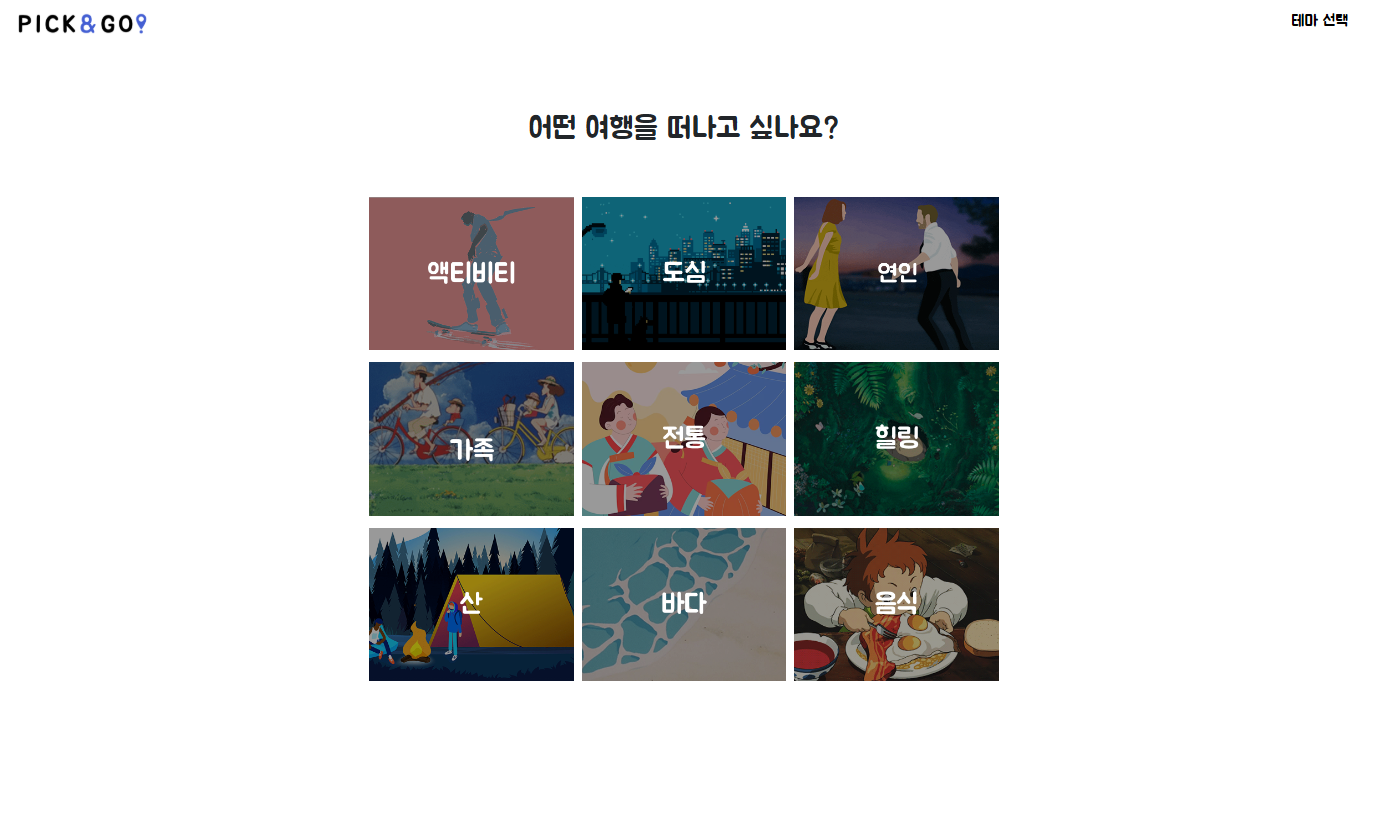 PICK&GO!
테마 선택
어떤 여행을 떠나고 싶나요?
액티비티
도심
연인
가족
전통
힐링
산
바다
음식